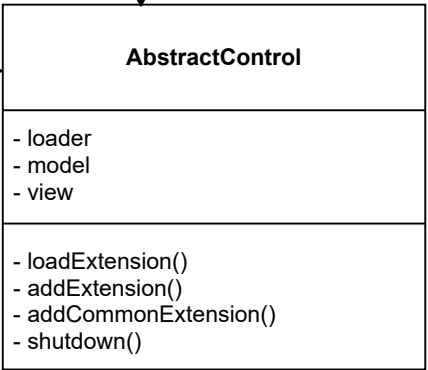 AbstractControl
- loader
- model
- view
- loadExtension()
- addExtension()
- addCommonExtension()
- shutdown()